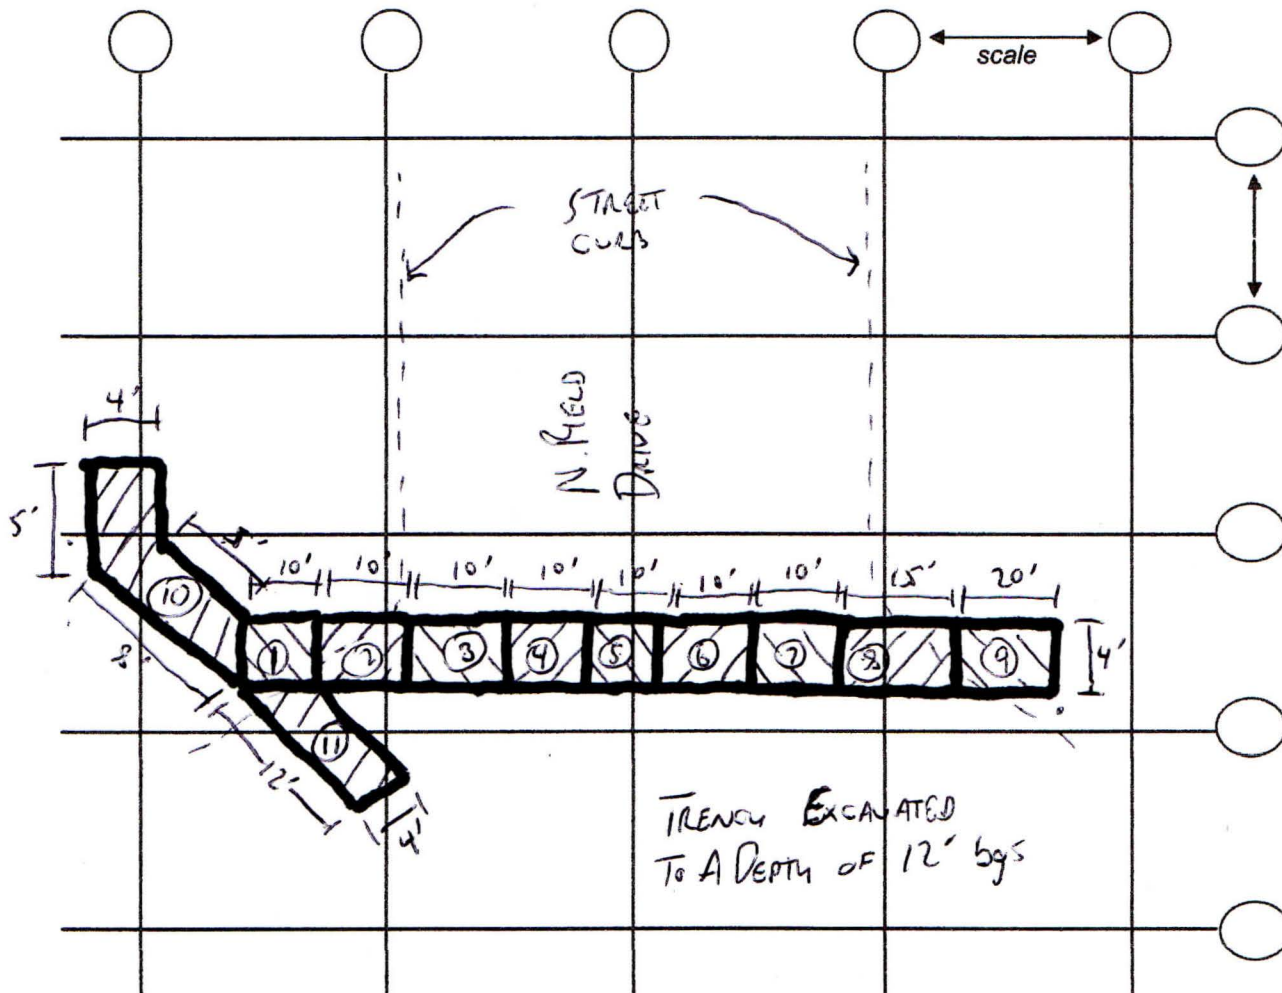 scale
STREET
CURB
N. FIELD
DRIVE
4'
5'
8'
10' 10' 10' 10' 10' 10' 10' 15' 20'
10
1 2 3 4 5 6 7 8 9
4'
11
12'
4'
TRENCH EXCAVATED
TO A DEPTH OF 12' bgs